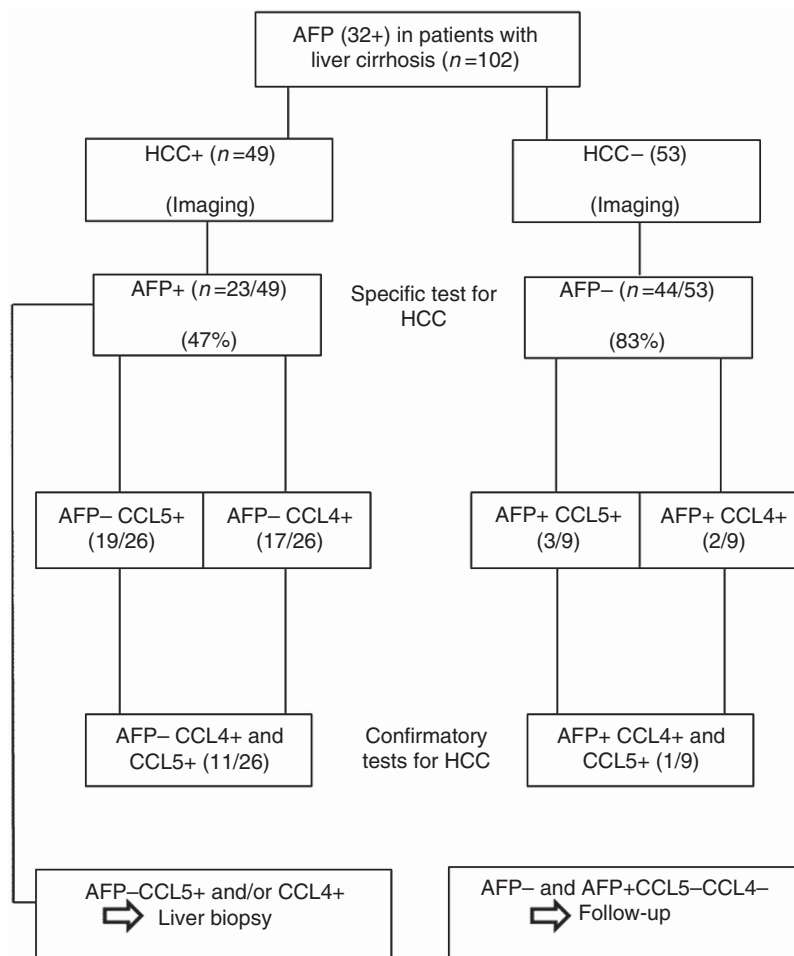 AFP (32+) in patients with
liver cirrhosis (n=102)
HCC+ (n=49)
(Imaging)
HCC− (53)
(Imaging)
AFP+ (n=23/49)
(47%)
Specific test for
HCC
AFP− (n=44/53)
(83%)
AFP− CCL5+
(19/26)
AFP− CCL4+
(17/26)
AFP+ CCL5+
(3/9)
AFP+ CCL4+
(2/9)
AFP− CCL4+ and
CCL5+ (11/26)
Confirmatory
tests for HCC
AFP+ CCL4+ and
CCL5+ (1/9)
AFP−CCL5+ and/or CCL4+
Liver biopsy
AFP− and AFP+CCL5−CCL4−
Follow-up